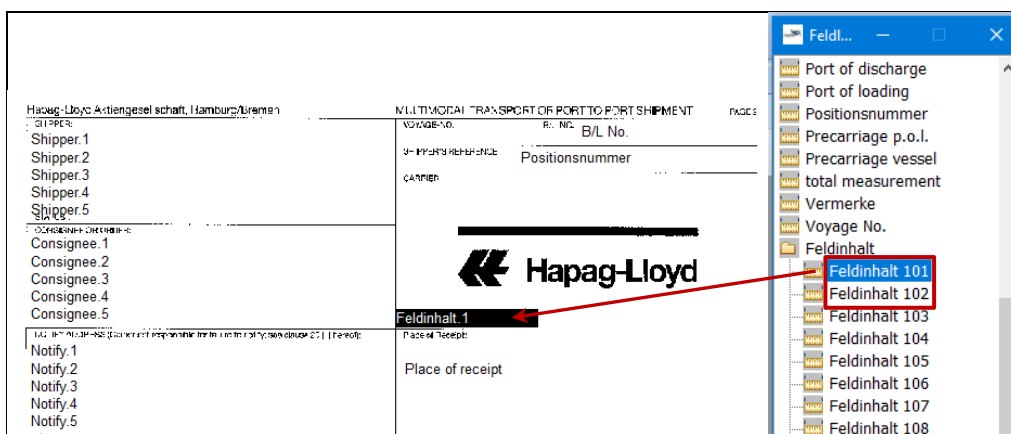 Hapag-Lloyd Aktiengesellschaft, Hamburg/Bremen
MULTIMODAL TRANSPORT OR PORT TO PORT SHIPMENT
PAGE 2
SHIPPER:
VOYAGE-NO.
B/L NO.
B/L No.
Shipper.1
Shipper.2
Shipper.3
Shipper.4
Shipper.5
SHIPPER'S REFERENCE
Positionsnummer
CARRIER:
CONSIGNEE OR ORDER:
Consignee.1
Consignee.2
Consignee.3
Consignee.4
Consignee.5
Hapag-Lloyd
Feldinhalt.1
Place of Receipt:
Place of receipt
Notify.1
Notify.2
Notify.3
Notify.4
Notify.5
Feldl...
Port of discharge
Port of loading
Positionsnummer
Precarriage p.o.l.
Precarriage vessel
total measurement
Vermerke
Voyage No.
Feldinhalt
Feldinhalt 101
Feldinhalt 102
Feldinhalt 103
Feldinhalt 104
Feldinhalt 105
Feldinhalt 106
Feldinhalt 107
Feldinhalt 108